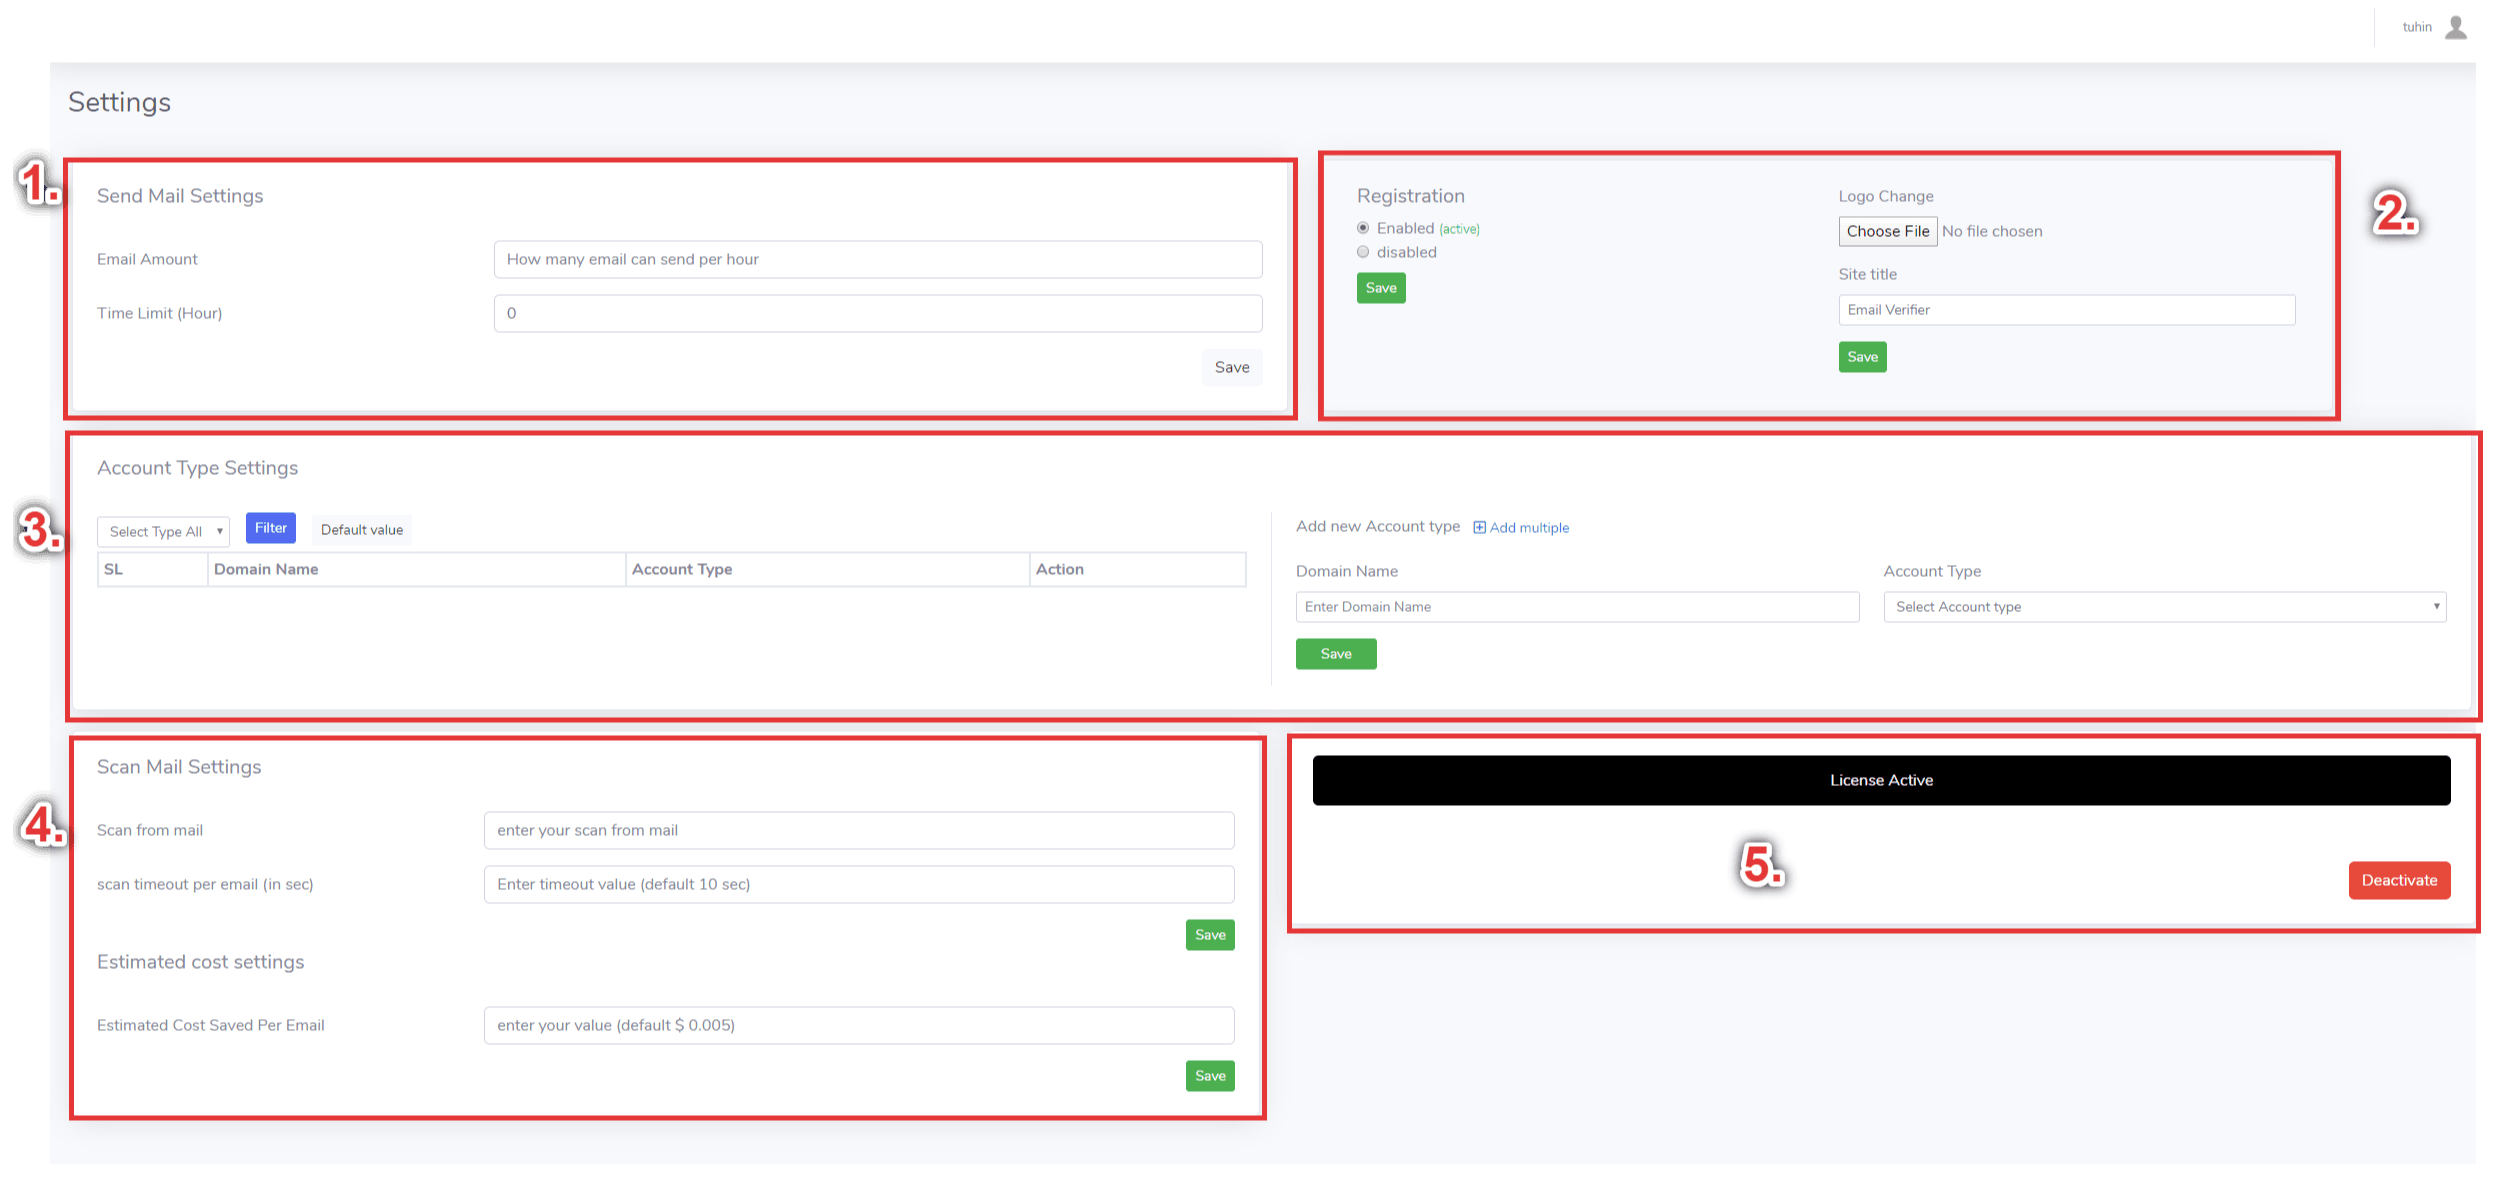 tuhin
Settings
1.
Send Mail Settings
Email Amount
How many email can send per hour
Time Limit (Hour)
0
Save
2.
Registration
Enabled (active)
disabled
Save
Logo Change
Choose File No file chosen
Site title
Email Verifier
Save
3.
Account Type Settings
Select Type All Filter Default value
SL Domain Name Account Type Action
Add new Account type Add multiple
Domain Name
Enter Domain Name
Account Type
Select Account type
Save
4.
Scan Mail Settings
Scan from mail
enter your scan from mail
scan timeout per email (in sec)
Enter timeout value (default 10 sec)
Save
Estimated cost settings
Estimated Cost Saved Per Email
enter your value (default $ 0.005)
Save
License Active
5.
Deactivate